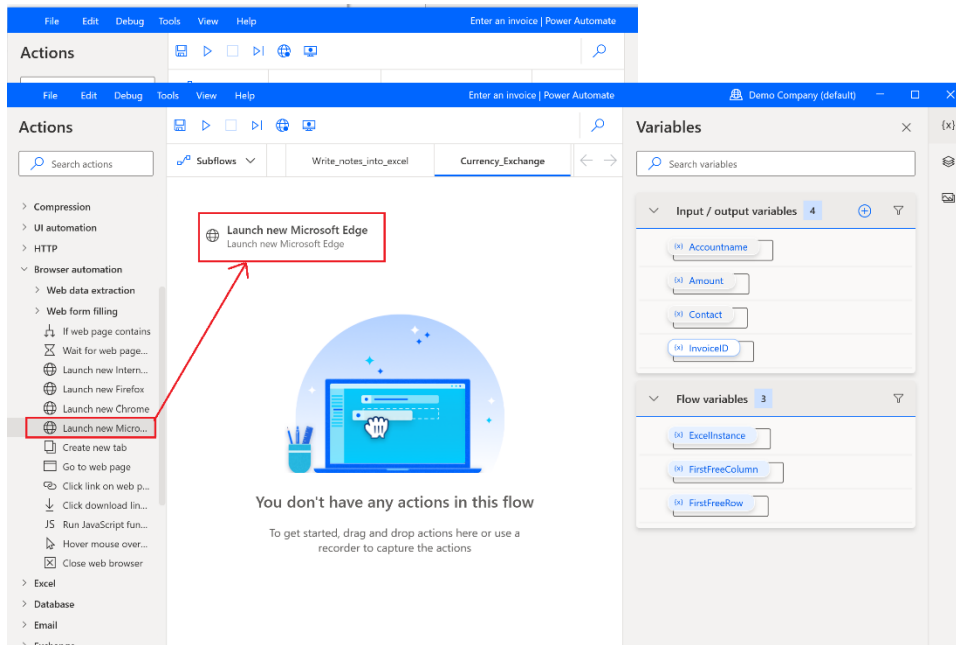 File Edit Debug Tools View Help Enter an invoice | Power Automate
Actions
File Edit Debug Tools View Help Enter an invoice | Power Automate Demo Company (default)
Actions
Search actions
Compression
UI automation
HTTP
Browser automation
Web data extraction
Web form filling
If web page contains
Wait for web page...
Launch new Intern...
Launch new Firefox
Launch new Chrome
Launch new Micro...
Create new tab
Go to web page
Click link on web p...
Click download lin...
JS Run JavaScript fun...
Hover mouse over...
Close web browser
Excel
Database
Email
Subflows Write_notes_into_excel Currency_Exchange
Launch new Microsoft Edge
Launch new Microsoft Edge
You don't have any actions in this flow
To get started, drag and drop actions here or use a
recorder to capture the actions
Variables
{x}
Search variables
Input / output variables 4
(x) Accountname
(x) Amount
(x) Contact
(x) InvoiceID
Flow variables 3
(x) ExcelInstance
(x) FirstFreeColumn
(x) FirstFreeRow